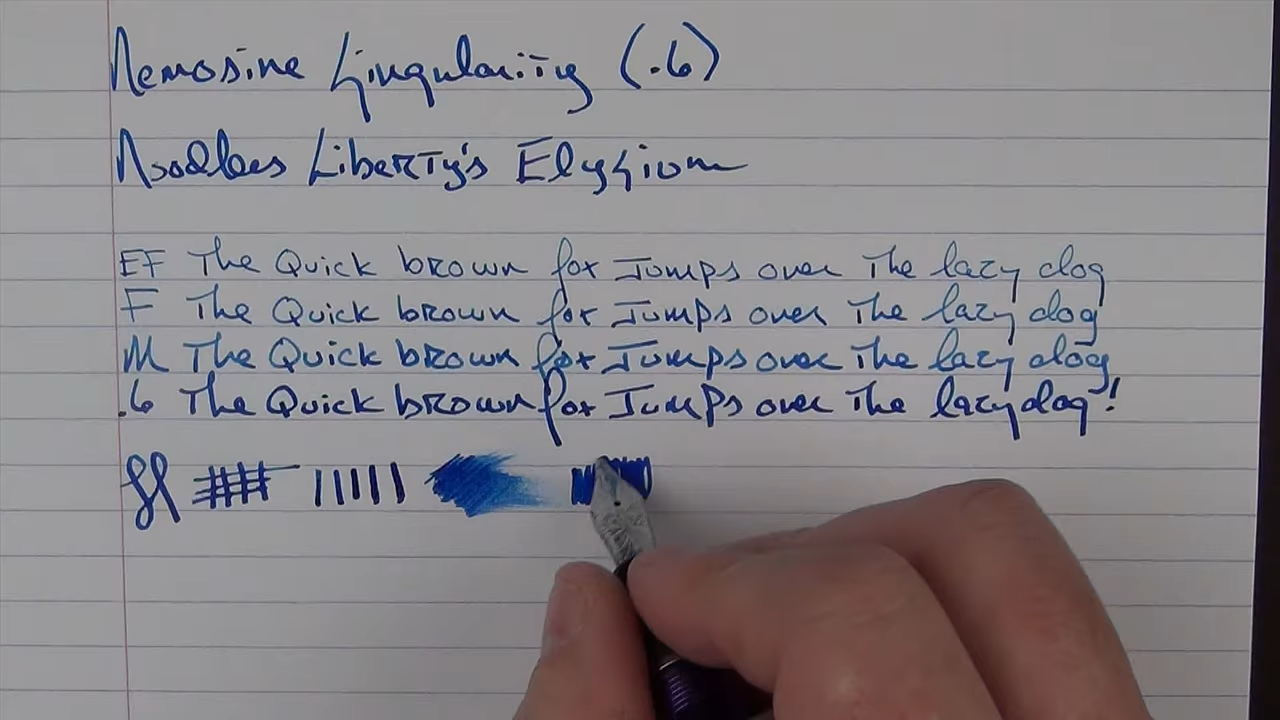 Nemosine Singularity (.6)
Noodlers Liberty's Elysium
EF The Quick brown fox Jumps over The lazy dog
F The Quick brown fox Jumps over The lazy dog
M The Quick brown fox Jumps over The lazy dog
.6 The Quick brown fox Jumps over The lazy dog!